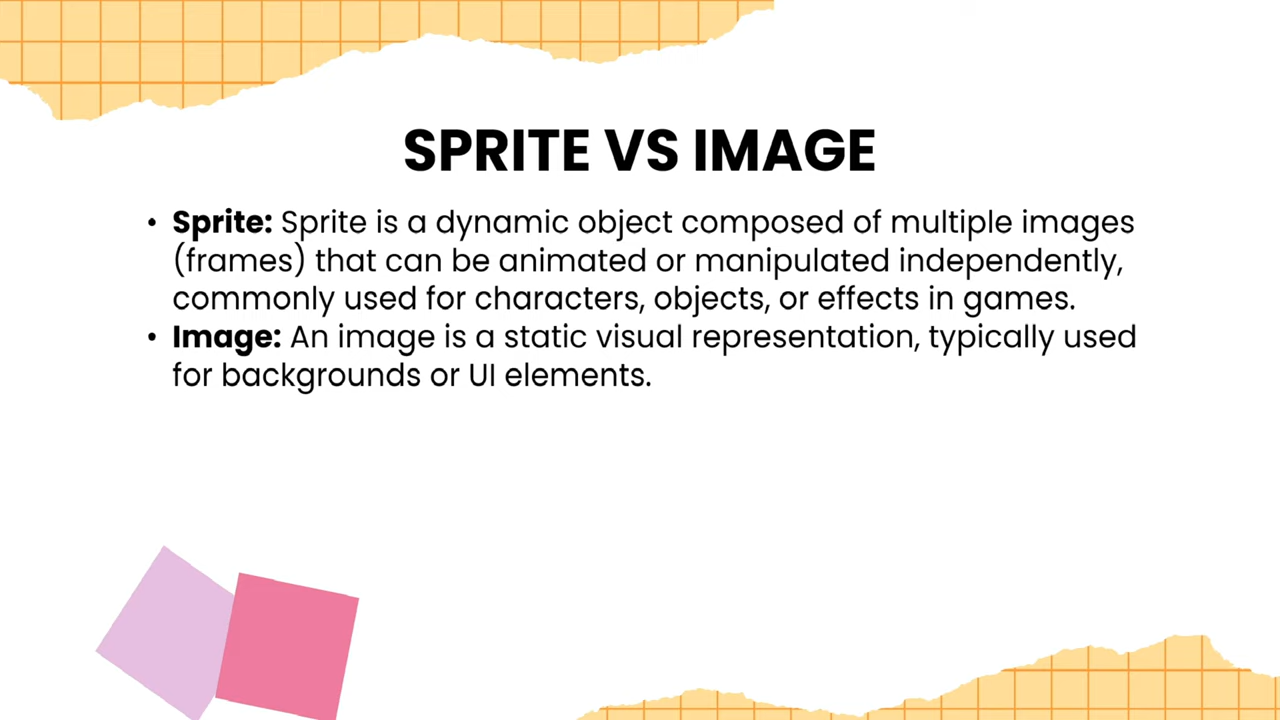 SPRITE VS IMAGE
• Sprite: Sprite is a dynamic object composed of multiple images
(frames) that can be animated or manipulated independently,
commonly used for characters, objects, or effects in games.
• Image: An image is a static visual representation, typically used
for backgrounds or UI elements.